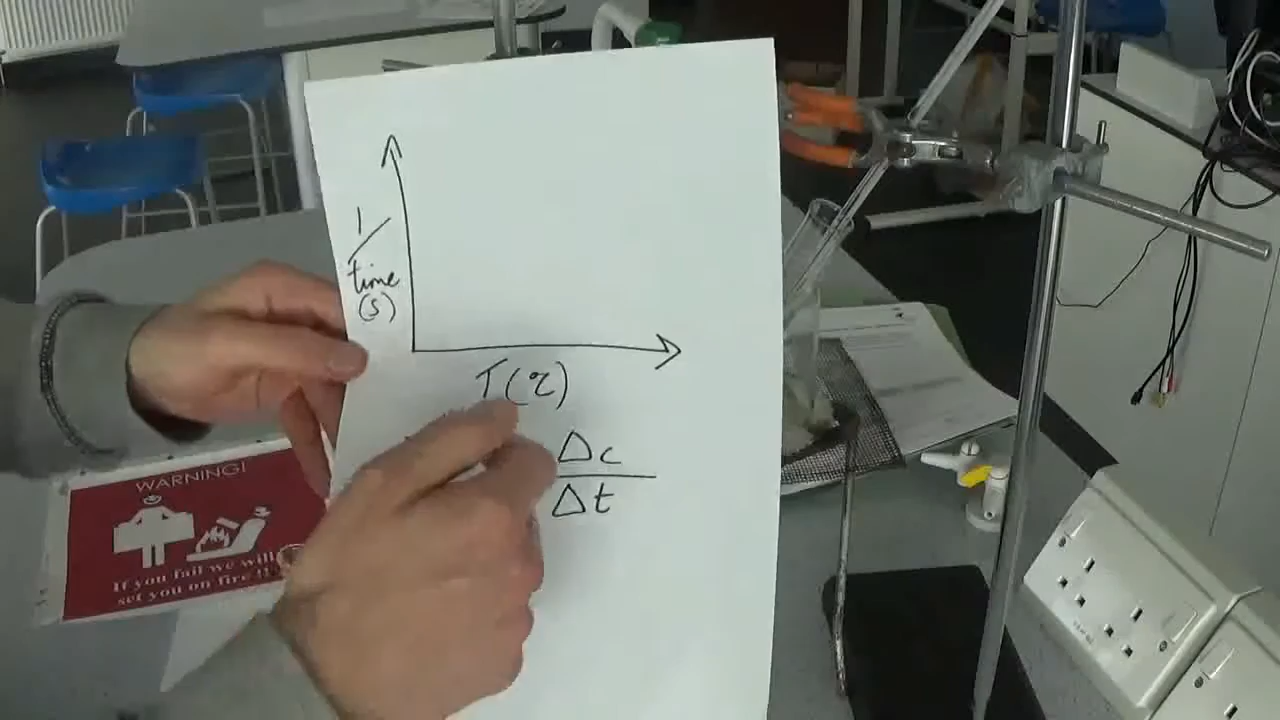 1
/
time
(s)
T(℃)
Δc
Δt
WARNING!
If you fail we will
set you on fire !!